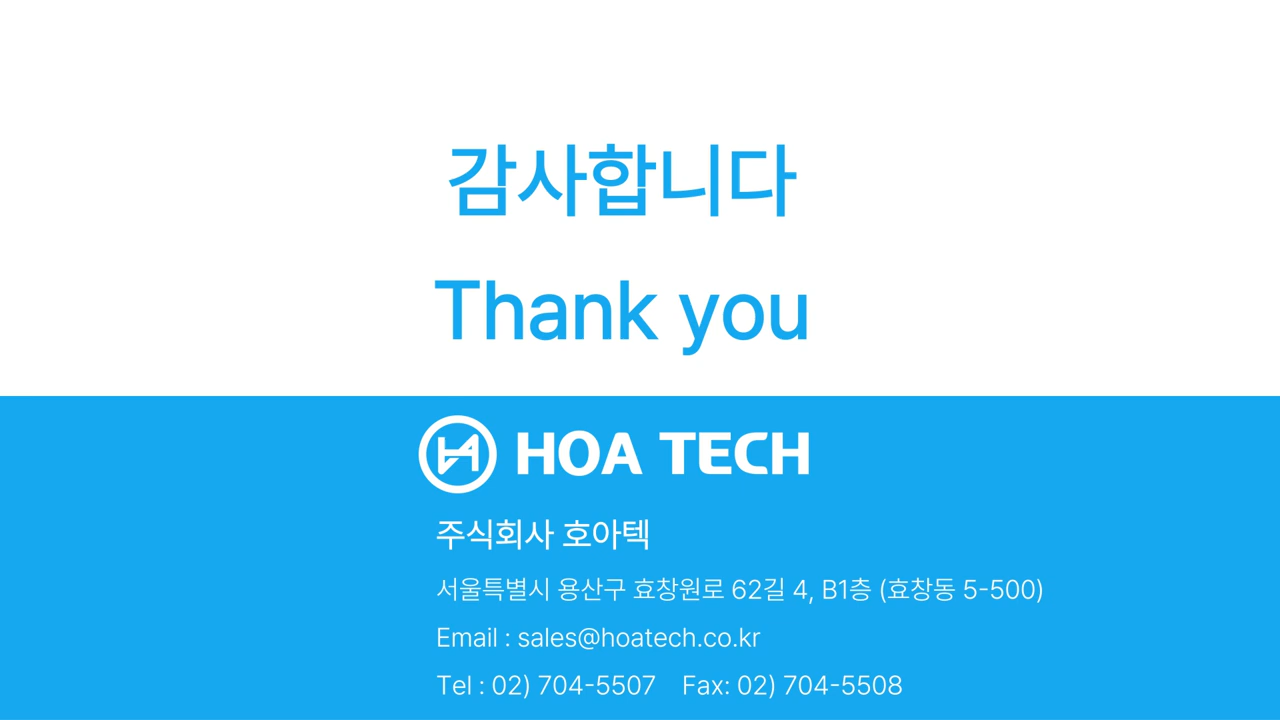 감사합니다
Thank you
HOA TECH
주식회사 호아텍
서울특별시 용산구 효창원로 62길 4, B1층 (효창동 5-500)
Email : sales@hoatech.co.kr
Tel : 02) 704-5507 Fax: 02) 704-5508